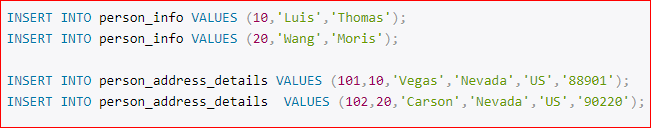 INSERT INTO person_info VALUES (10,'Luis','Thomas');
INSERT INTO person_info VALUES (20,'Wang','Moris');
INSERT INTO person_address_details VALUES (101,10,'Vegas','Nevada','US','88901');
INSERT INTO person_address_details  VALUES (102,20,'Carson','Nevada','US','90220');